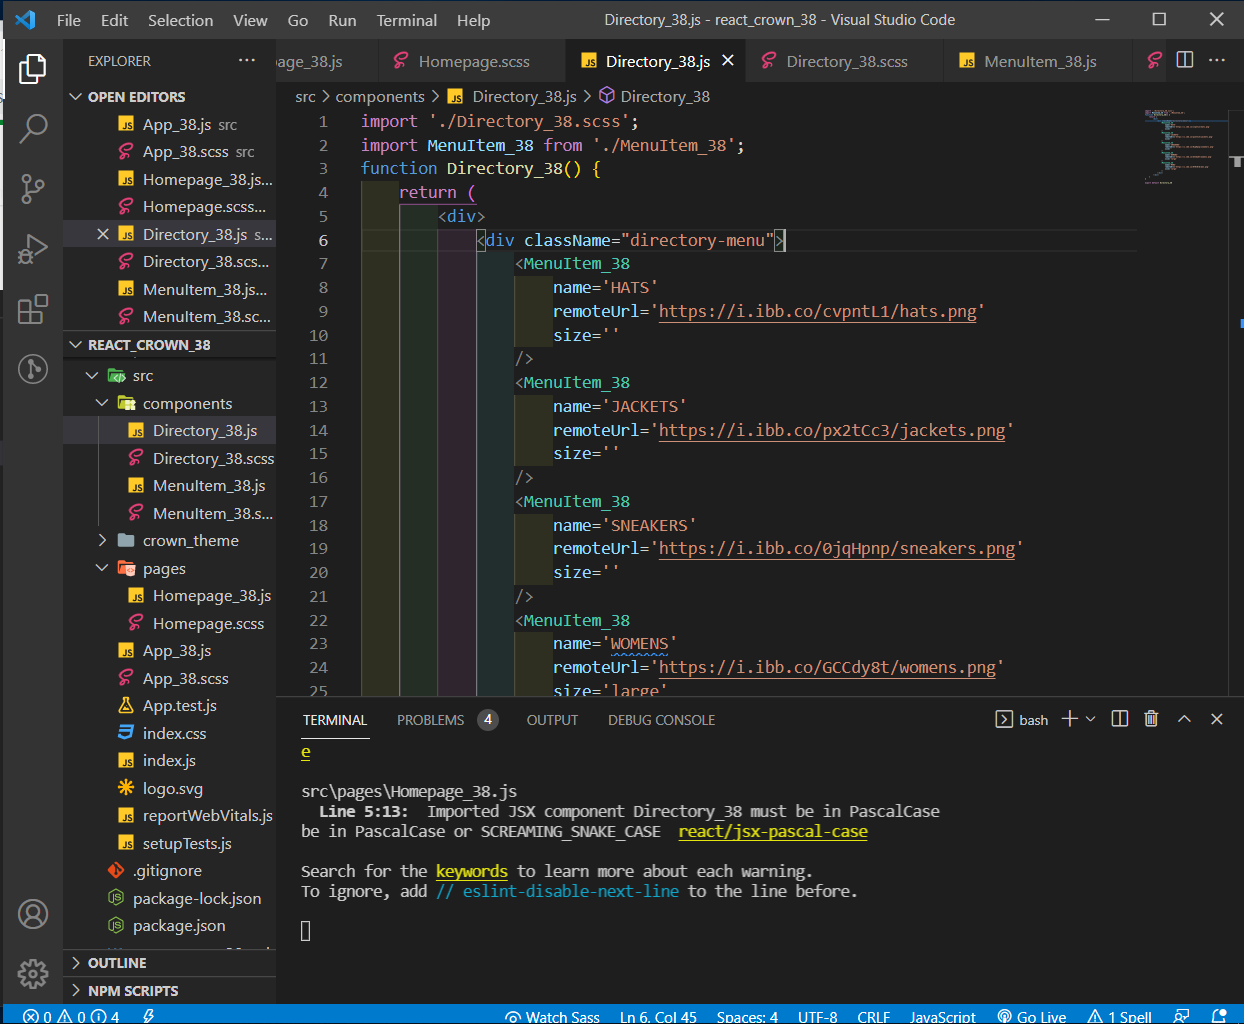 File Edit Selection View Go Run Terminal Help
Directory_38.js - react_crown_38 - Visual Studio Code
EXPLORER
page_38.js
Homepage.scss
Directory_38.js
Directory_38.scss
MenuItem_38.js
OPEN EDITORS
App_38.js src
App_38.scss src
Homepage_38.js...
Homepage.scss...
Directory_38.js s...
Directory_38.scs...
MenuItem_38.js...
MenuItem_38.sc...
REACT_CROWN_38
src
components
Directory_38.js
Directory_38.scss
MenuItem_38.js
MenuItem_38.s...
crown_theme
pages
Homepage_38.js
Homepage.scss
App_38.js
App_38.scss
App.test.js
index.css
index.js
logo.svg
reportWebVitals.js
setupTests.js
.gitignore
package-lock.json
package.json
OUTLINE
NPM SCRIPTS
src > components > JS Directory_38.js > Directory_38
1 import './Directory_38.scss';
2 import MenuItem_38 from './MenuItem_38';
3 function Directory_38() {
4 return (
5 <div>
6 <div className="directory-menu">
7 <MenuItem_38
8 name='HATS'
9 remoteUrl='https://i.ibb.co/cvpntL1/hats.png'
10 size=''
11 />
12 <MenuItem_38
13 name='JACKETS'
14 remoteUrl='https://i.ibb.co/px2tCc3/jackets.png'
15 size=''
16 />
17 <MenuItem_38
18 name='SNEAKERS'
19 remoteUrl='https://i.ibb.co/0jqHpnp/sneakers.png'
20 size=''
21 />
22 <MenuItem_38
23 name='WOMENS'
24 remoteUrl='https://i.ibb.co/GCCdy8t/womens.png'
25 size='large'
TERMINAL PROBLEMS 4 OUTPUT DEBUG CONSOLE
bash
e
src\pages\Homepage_38.js
Line 5:13: Imported JSX component Directory_38 must be in PascalCase
be in PascalCase or SCREAMING_SNAKE_CASE react/jsx-pascal-case
Search for the keywords to learn more about each warning.
To ignore, add // eslint-disable-next-line to the line before.
0 0 4
Watch Sass Ln 6, Col 45 Spaces: 4 UTF-8 CRLF JavaScript Go Live 1 Spell